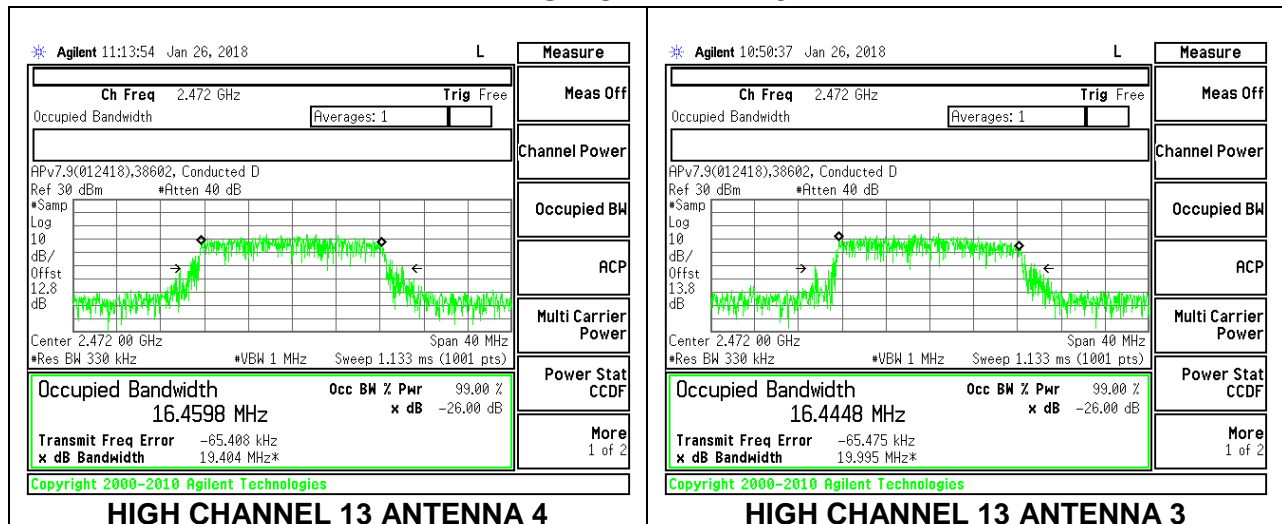 Agilent 11:13:54 Jan 26, 2018 L
Measure
Ch Freq 2.472 GHz Trig Free
Occupied Bandwidth Averages: 1
APv7.9(012418),38602, Conducted D
Ref 30 dBm #Atten 40 dB
#Samp
Log
10
dB/
Offst
12.8
dB
Center 2.472 00 GHz Span 40 MHz
#Res BW 330 kHz #VBW 1 MHz Sweep 1.133 ms (1001 pts)
Occupied Bandwidth Occ BW % Pwr 99.00 %
16.4598 MHz x dB -26.00 dB
Transmit Freq Error -65.408 kHz
x dB Bandwidth 19.404 MHz*
Copyright 2000-2010 Agilent Technologies
Meas Off
Channel Power
Occupied BW
ACP
Multi Carrier
Power
Power Stat
CCDF
More
1 of 2
HIGH CHANNEL 13 ANTENNA 4
Agilent 10:50:37 Jan 26, 2018 L
Measure
Ch Freq 2.472 GHz Trig Free
Occupied Bandwidth Averages: 1
APv7.9(012418),38602, Conducted D
Ref 30 dBm #Atten 40 dB
#Samp
Log
10
dB/
Offst
13.8
dB
Center 2.472 00 GHz Span 40 MHz
#Res BW 330 kHz #VBW 1 MHz Sweep 1.133 ms (1001 pts)
Occupied Bandwidth Occ BW % Pwr 99.00 %
16.4448 MHz x dB -26.00 dB
Transmit Freq Error -65.475 kHz
x dB Bandwidth 19.995 MHz*
Copyright 2000-2010 Agilent Technologies
Meas Off
Channel Power
Occupied BW
ACP
Multi Carrier
Power
Power Stat
CCDF
More
1 of 2
HIGH CHANNEL 13 ANTENNA 3